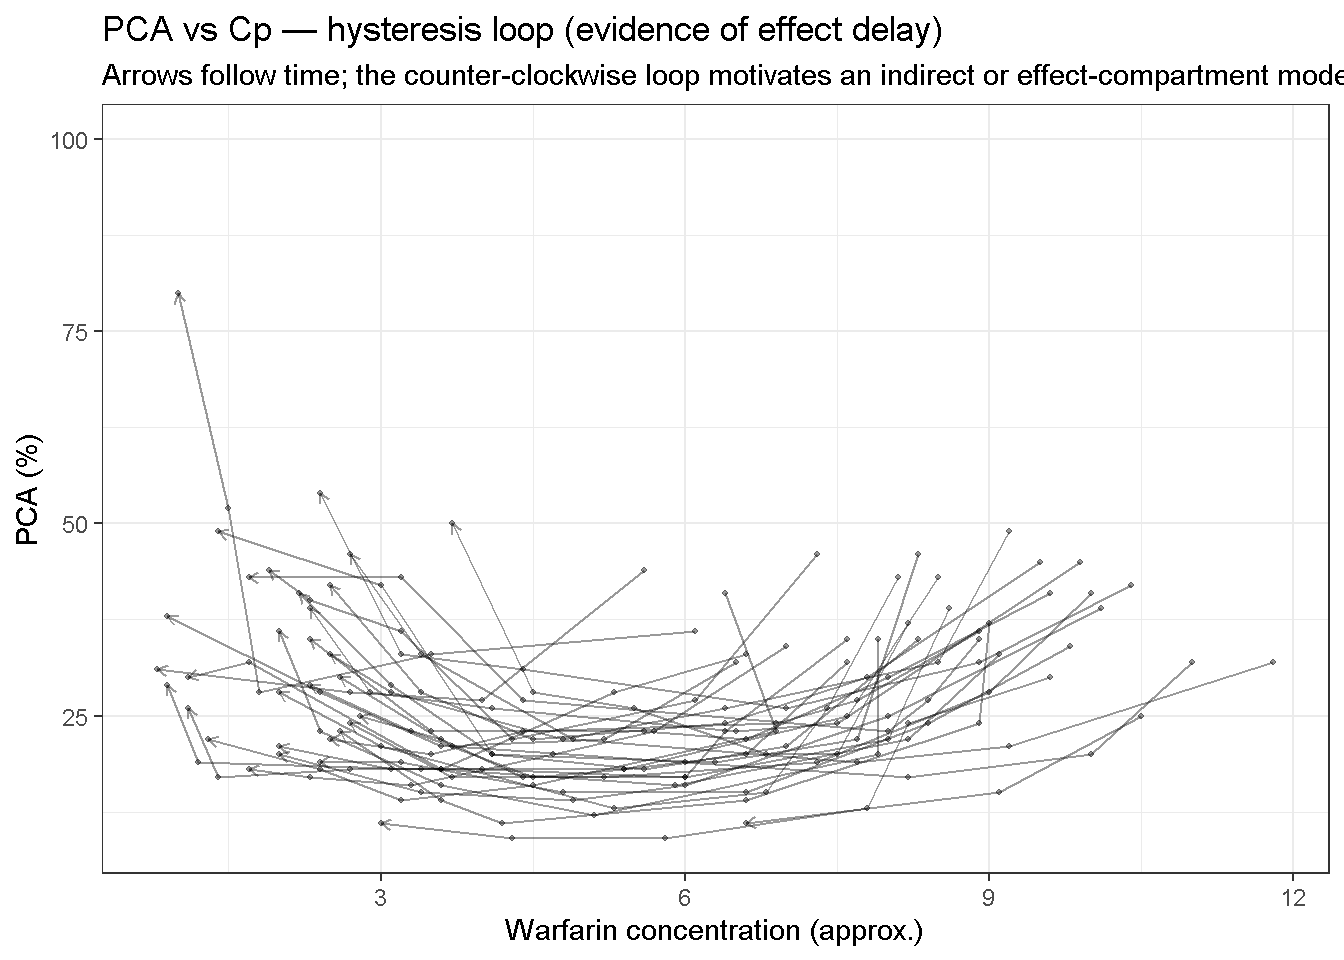 PCA vs Cp — hysteresis loop (evidence of effect delay)
Arrows follow time; the counter-clockwise loop motivates an indirect or effect-compartment mode
100
75
50
25
PCA (%)
3
6
9
12
Warfarin concentration (approx.)